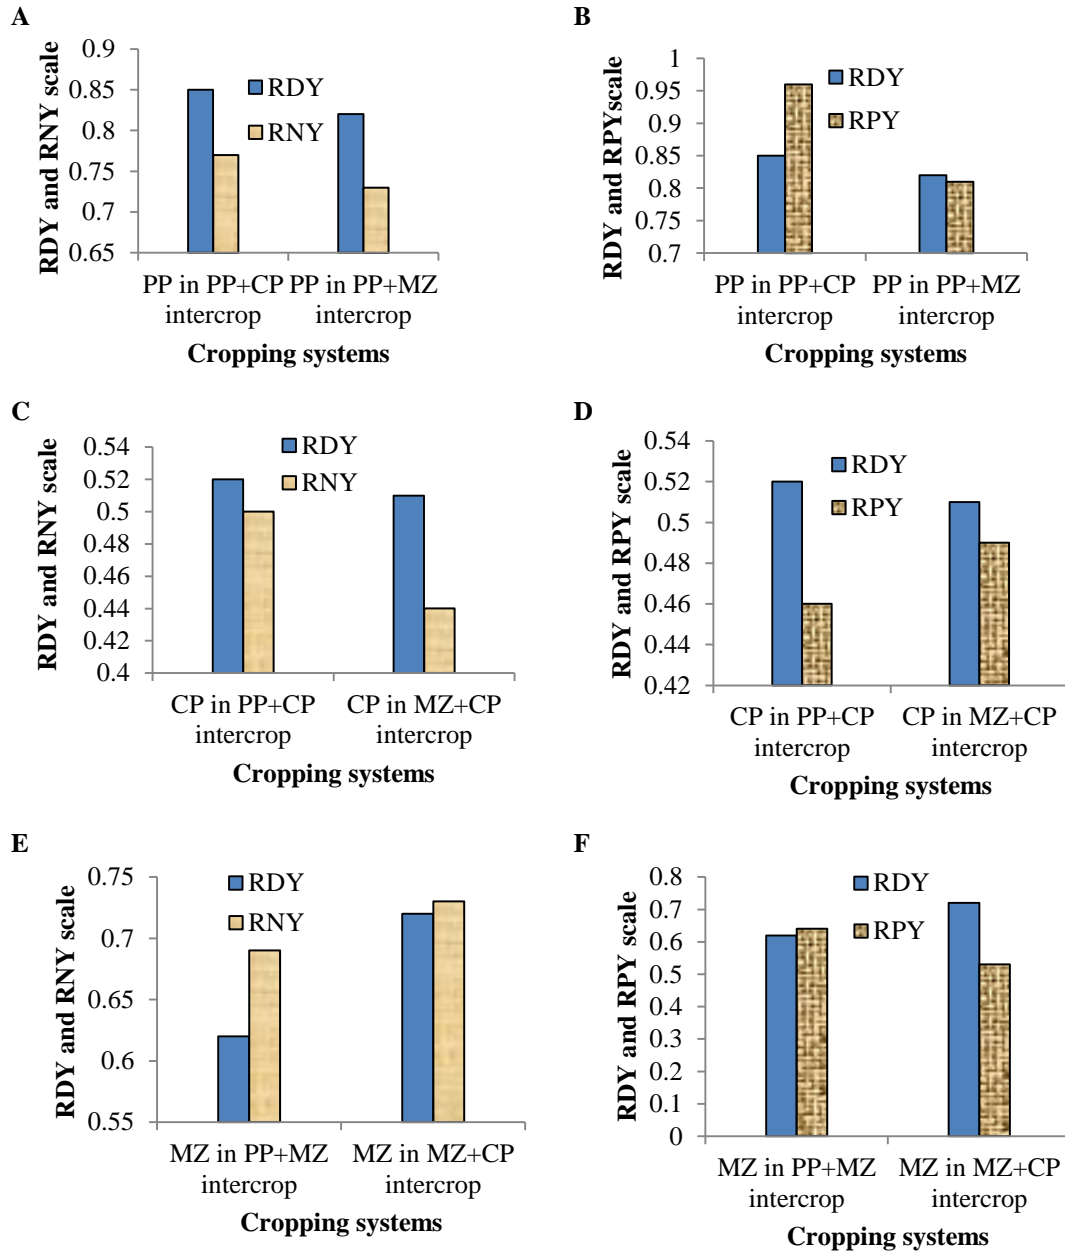 A
RDY and RNY scale
0.9
0.85
0.8
0.75
0.7
0.65
RDY
RNY
PP in PP+CP intercrop
PP in PP+MZ intercrop
Cropping systems
B
RDY and RPYscale
1
0.95
0.9
0.85
0.8
0.75
0.7
RDY
RPY
PP in PP+CP intercrop
PP in PP+MZ intercrop
Cropping systems
C
RDY and RNY scale
0.54
0.52
0.5
0.48
0.46
0.44
0.42
0.4
RDY
RNY
CP in PP+CP intercrop
CP in MZ+CP intercrop
Cropping systems
D
RDY and RPY scale
0.54
0.52
0.5
0.48
0.46
0.44
0.42
RDY
RPY
CP in PP+CP intercrop
CP in MZ+CP intercrop
Cropping systems
E
RDY and RNY scale
0.75
0.7
0.65
0.6
0.55
RDY
RNY
MZ in PP+MZ intercrop
MZ in MZ+CP intercrop
Cropping systems
F
RDY and RPY scale
0.8
0.7
0.6
0.5
0.4
0.3
0.2
0.1
0
RDY
RPY
MZ in PP+MZ intercrop
MZ in MZ+CP intercrop
Cropping systems